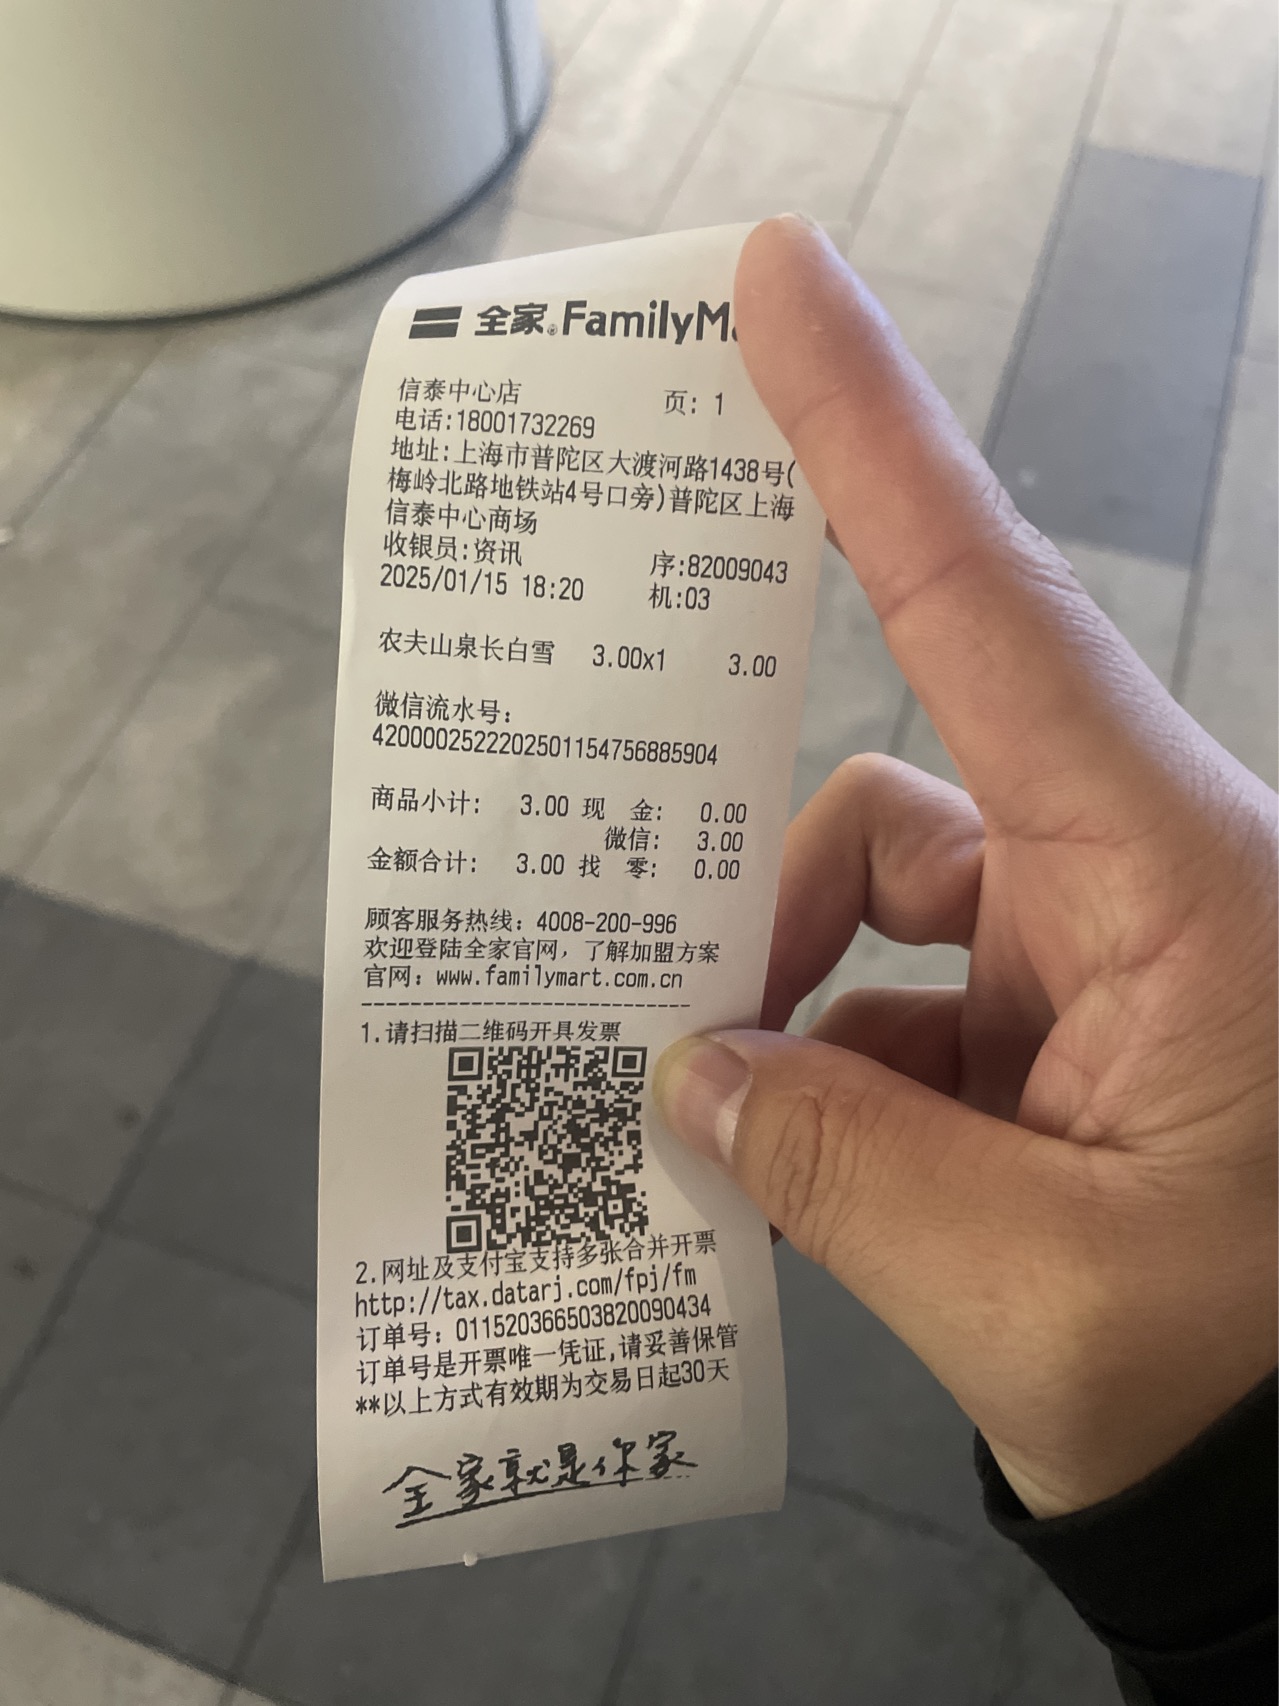 全家®FamilyM
信泰中心店 页: 1
电话:18001732269
地址:上海市普陀区大渡河路1438号(
梅岭北路地铁站4号口旁)普陀区上海
信泰中心商场
收银员:资讯 序:82009043
2025/01/15 18:20 机:03
农夫山泉长白雪 3.00x1 3.00
微信流水号:
4200002522202501154756885904
商品小计: 3.00 现 金: 0.00
微信: 3.00
金额合计: 3.00 找 零: 0.00
顾客服务热线: 4008-200-996
欢迎登陆全家官网, 了解加盟方案
官网: www.familymart.com.cn
1.请扫描二维码开具发票
2.网址及支付宝支持多张合并开票
http://tax.datarj.com/fpj/fm
订单号: 011520366503820090434
订单号是开票唯一凭证,请妥善保管
**以上方式有效期为交易日起30天
全家就是你家